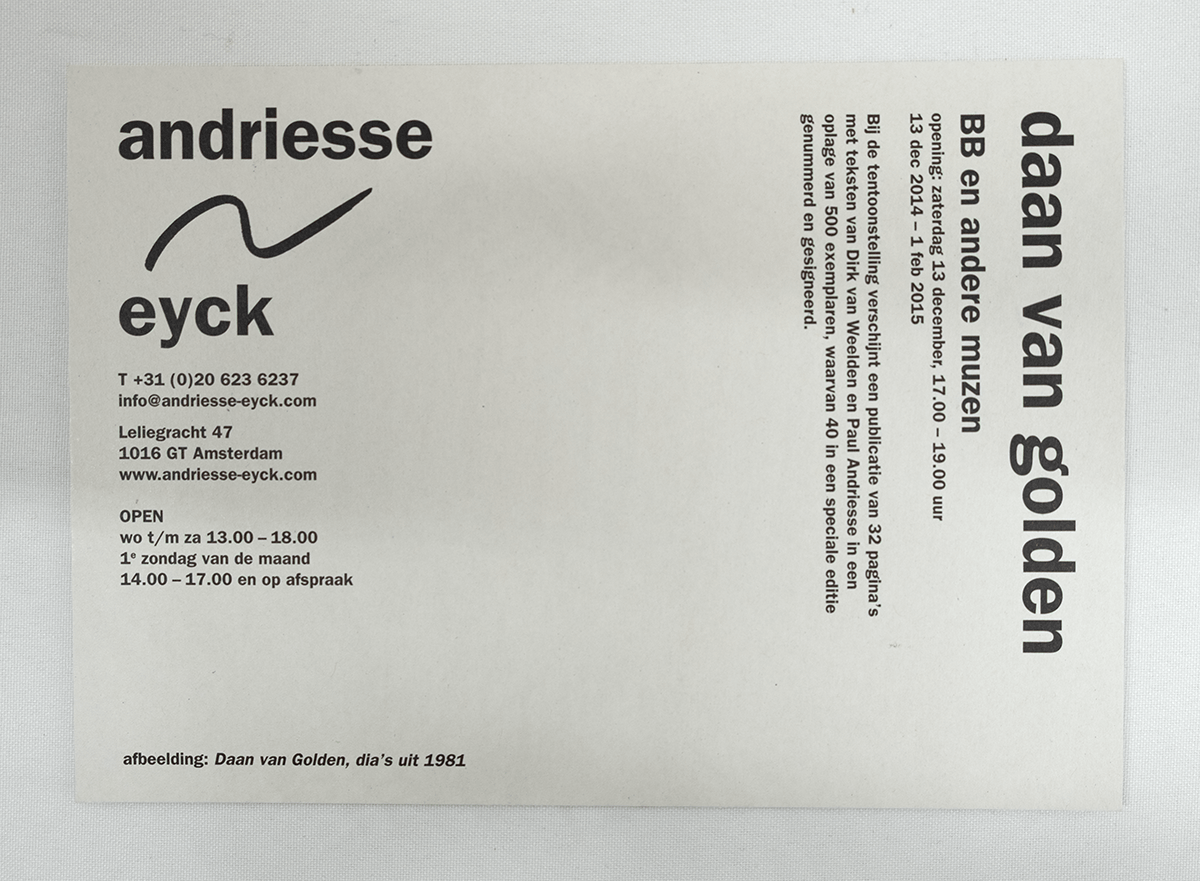 andriesse
eyck
T +31 (0)20 623 6237
info@andriesse-eyck.com
Leliegracht 47
1016 GT Amsterdam
www.andriesse-eyck.com
OPEN
wo t/m za 13.00 – 18.00
1e zondag van de maand
14.00 – 17.00 en op afspraak
afbeelding: Daan van Golden, dia's uit 1981
daan van golden
BB en andere muzen
opening: zaterdag 13 december, 17.00 – 19.00 uur
13 dec 2014 – 1 feb 2015
Bij de tentoonstelling verschijnt een publicatie van 32 pagina's
met teksten van Dirk van Weelden en Paul Andriesse in een
oplage van 500 exemplaren, waarvan 40 in een speciale editie
genummerd en gesigneerd.